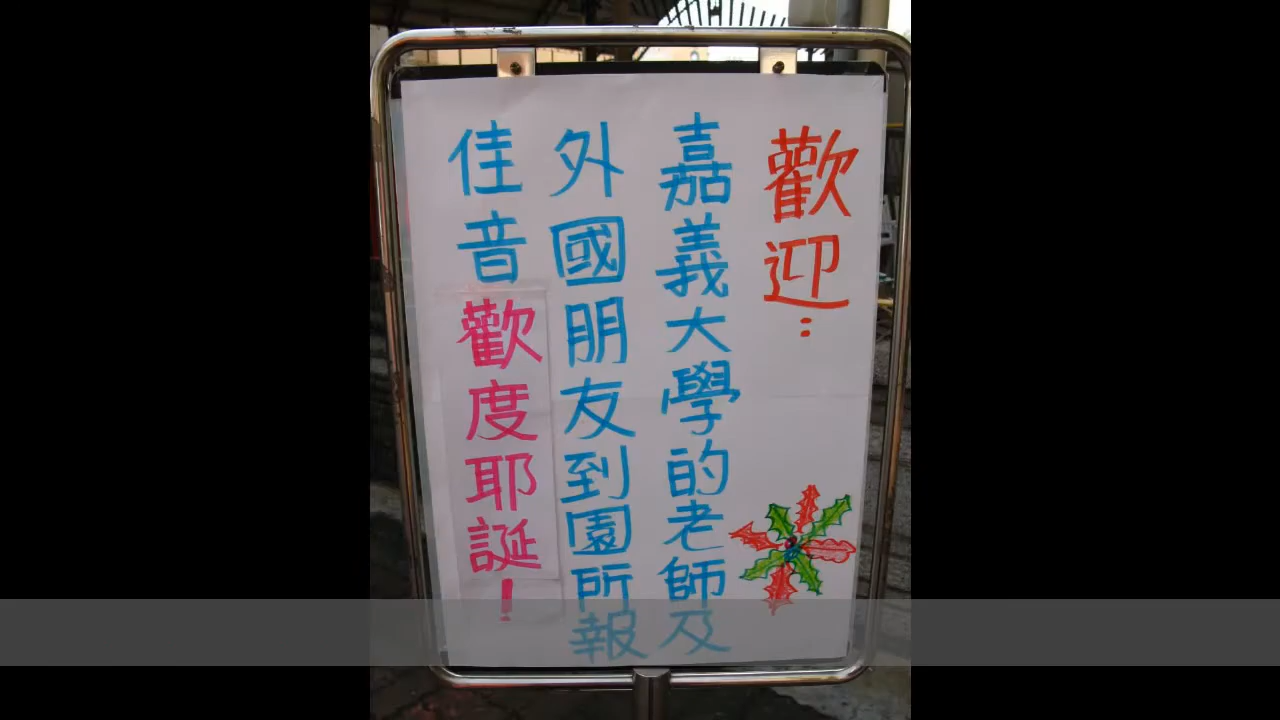 歡迎：
嘉義大學的老師及
外國朋友到園所報
佳音歡度耶誕！